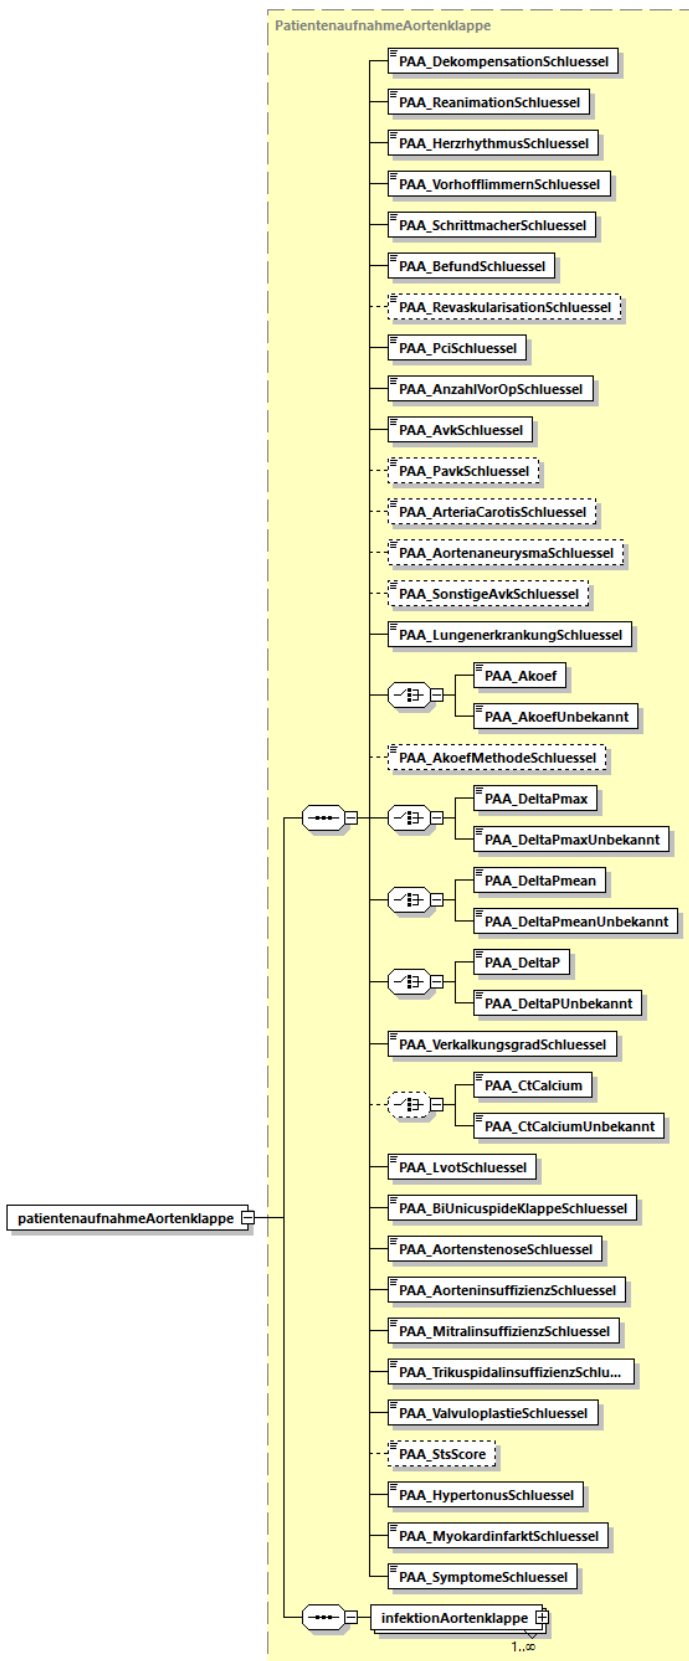 PatientenaufnahmeAortenklappe
PAA_DekompensationSchluessel
PAA_ReanimationSchluessel
PAA_HerzrhythmusSchluessel
PAA_VorhofflimmernSchluessel
PAA_SchrittmacherSchluessel
PAA_BefundSchluessel
PAA_RevaskularisationSchluessel
PAA_PciSchluessel
PAA_AnzahlVorOpSchluessel
PAA_AvkSchluessel
PAA_PavkSchluessel
PAA_ArteriaCarotisSchluessel
PAA_AortenaneurysmaSchluessel
PAA_SonstigeAvkSchluessel
PAA_LungenerkrankungSchluessel
PAA_Akoef
PAA_AkoefUnbekannt
PAA_AkoefMethodeSchluessel
PAA_DeltaPmax
PAA_DeltaPmaxUnbekannt
PAA_DeltaPmean
PAA_DeltaPmeanUnbekannt
PAA_DeltaP
PAA_DeltaPUnbekannt
PAA_VerkalkungsgradSchluessel
PAA_CtCalcium
PAA_CtCalciumUnbekannt
PAA_LvotSchluessel
PAA_BiUnicuspideKlappeSchluessel
patientenaufnahmeAortenklappe
PAA_AortenstenoseSchluessel
PAA_AorteninsuffizienzSchluessel
PAA_MitralinsuffizienzSchluessel
PAA_TrikuspidalinsuffizienzSchlu...
PAA_ValvuloplastieSchluessel
PAA_StsScore
PAA_HypertonusSchluessel
PAA_MyokardinfarktSchluessel
PAA_SymptomeSchluessel
infektionAortenklappe
1..∞